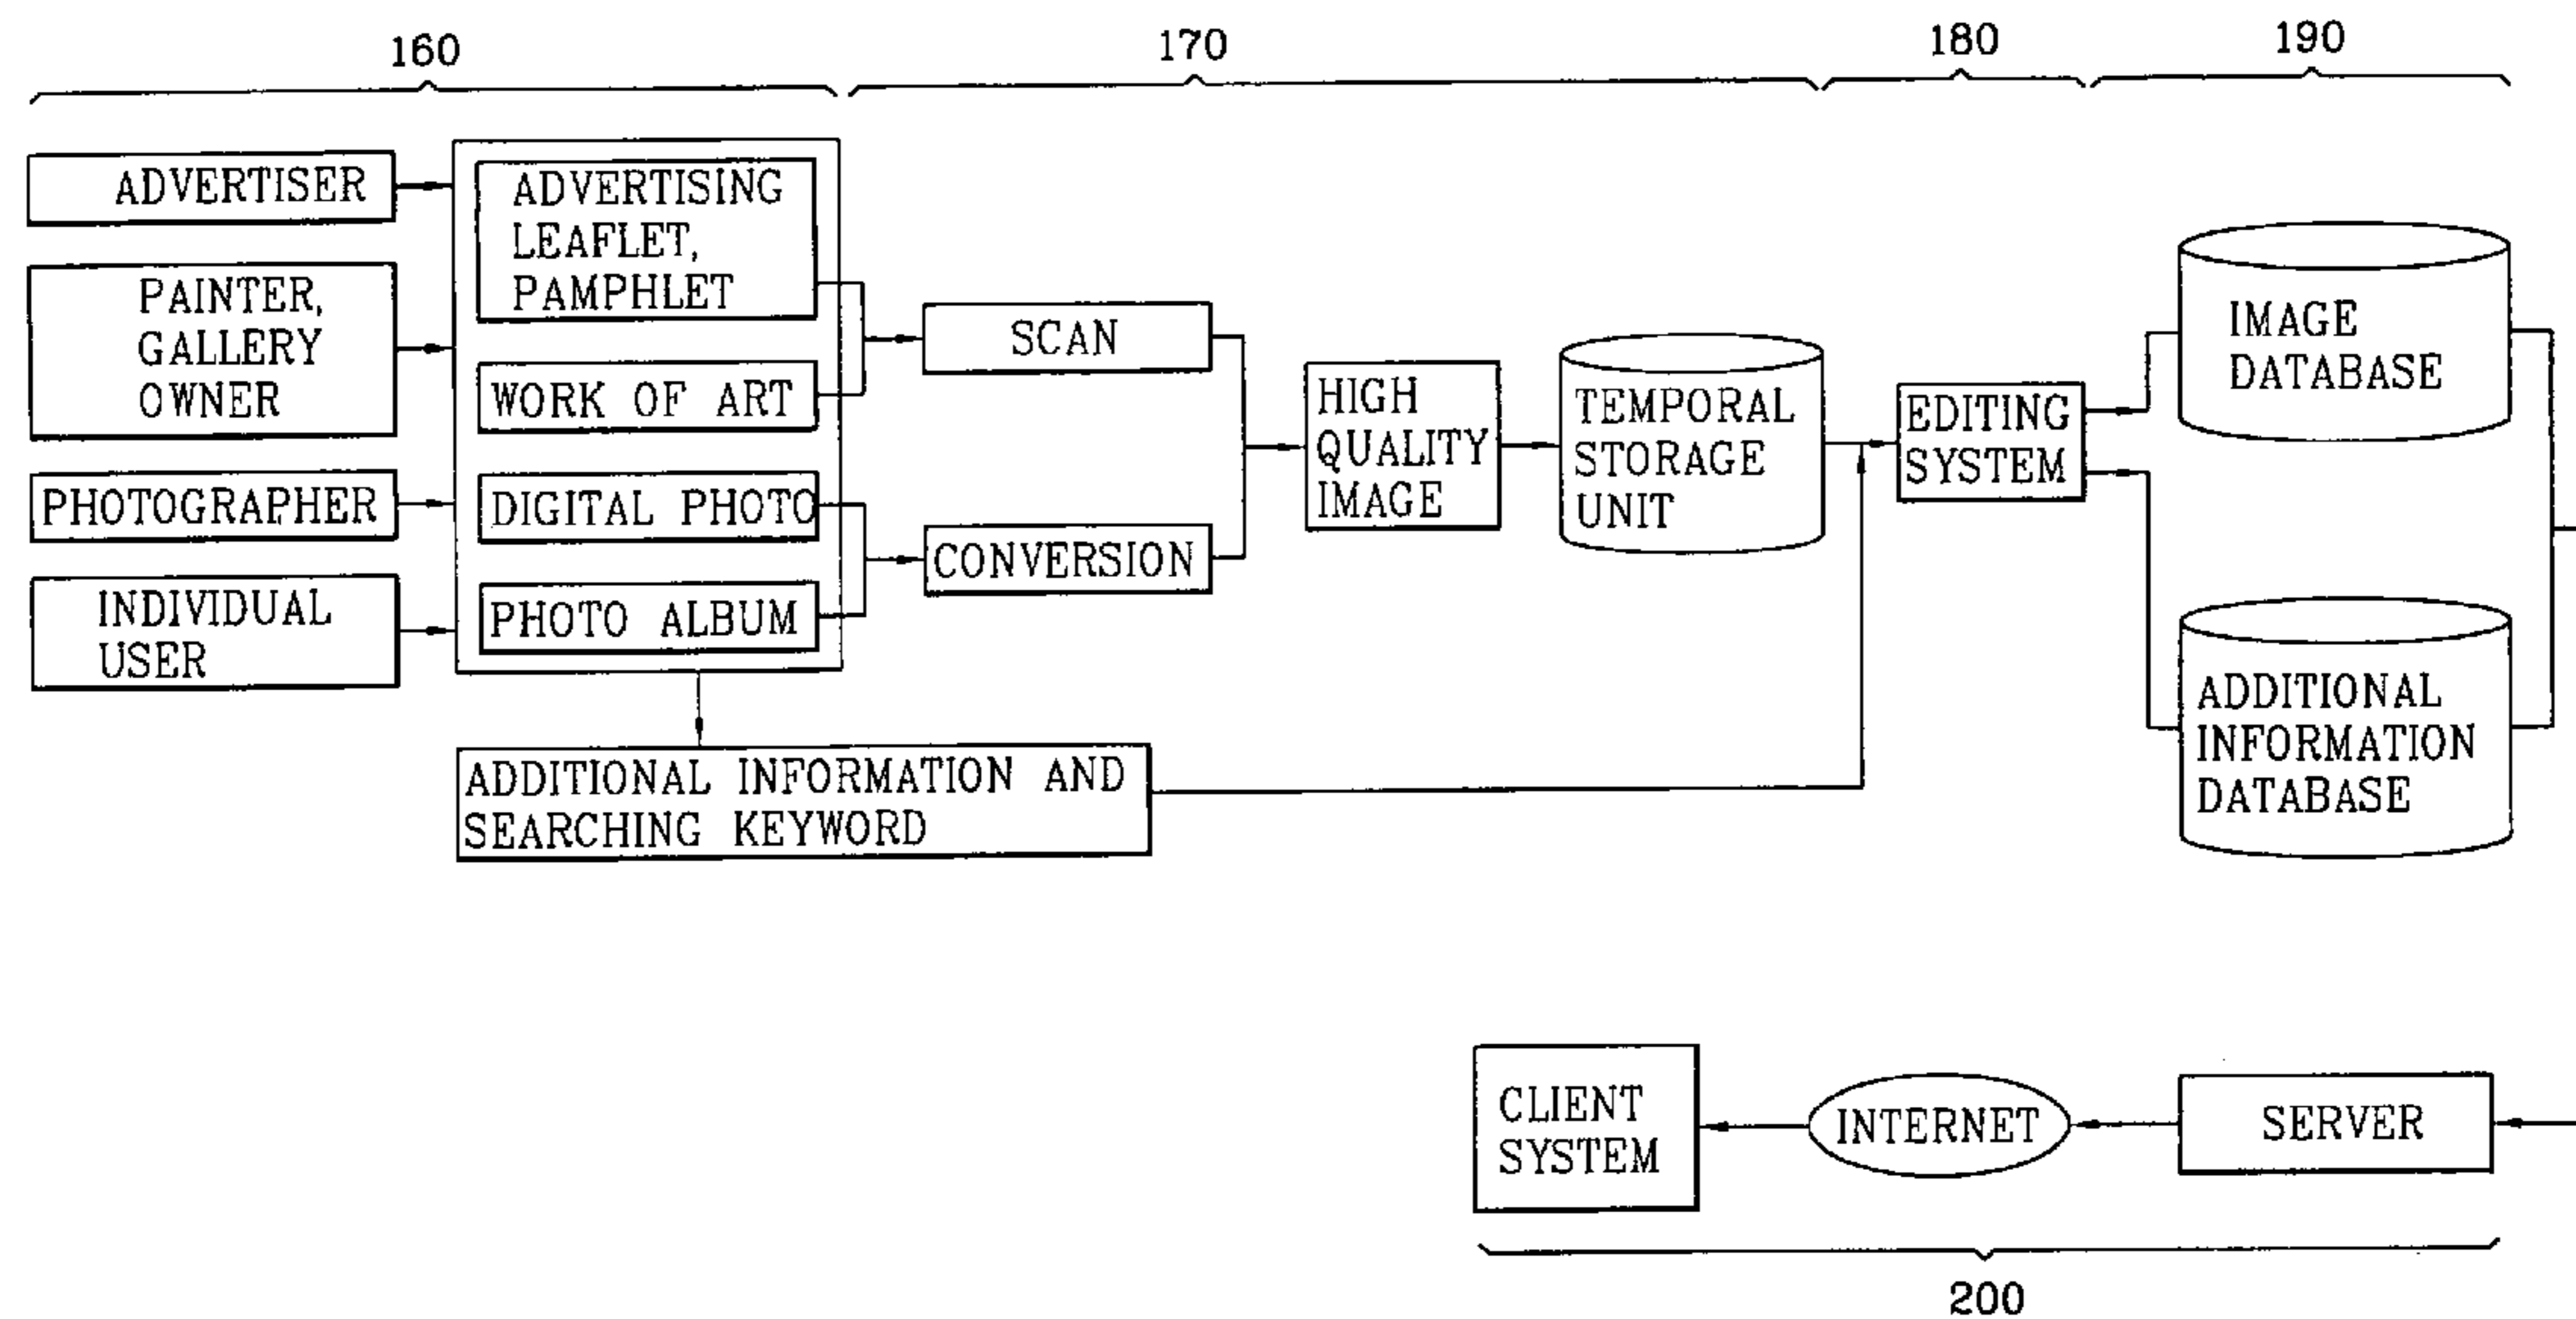 160
170
180
190
ADVERTISER
PAINTER,
GALLERY
OWNER
PHOTOGRAPHER
INDIVIDUAL
USER
ADVERTISING
LEAFLET,
PAMPHLET
WORK OF ART
DIGITAL PHOTO
PHOTO ALBUM
ADDITIONAL INFORMATION AND
SEARCHING KEYWORD
SCAN
CONVERSION
HIGH
QUALITY
IMAGE
TEMPORAL
STORAGE
UNIT
EDITING
SYSTEM
IMAGE
DATABASE
ADDITIONAL
INFORMATION
DATABASE
CLIENT
SYSTEM
INTERNET
SERVER
200